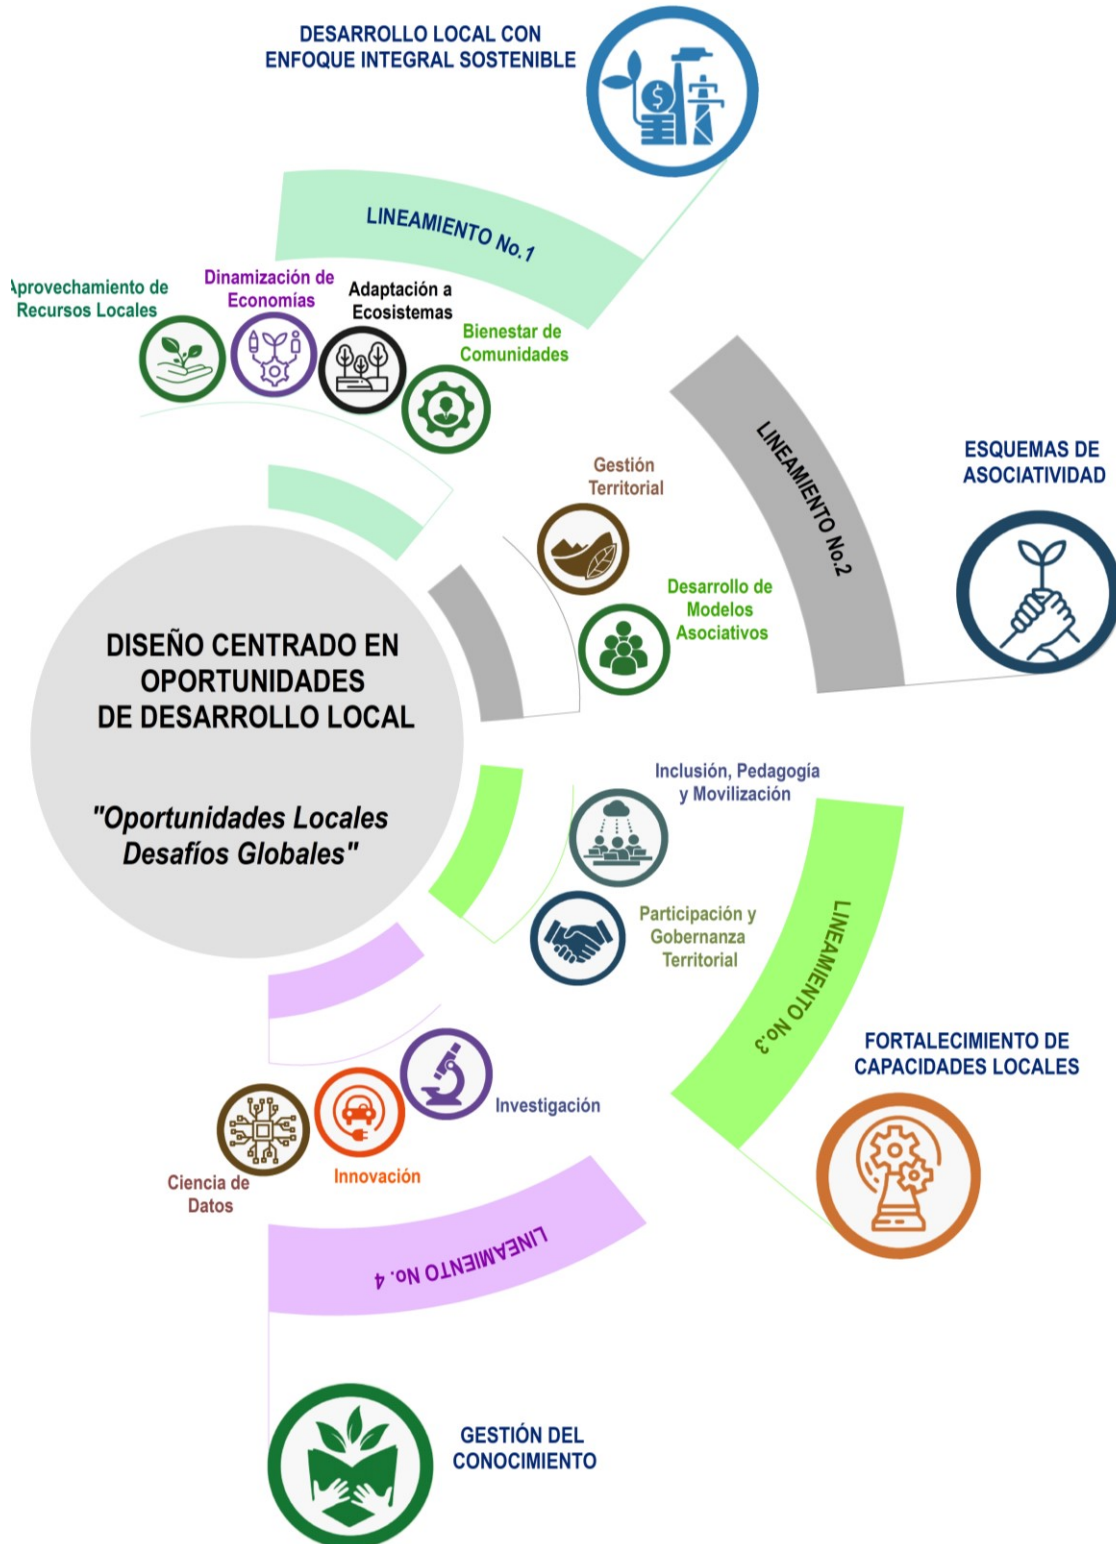 DESARROLLO LOCAL CON
ENFOQUE INTEGRAL SOSTENIBLE
LINEAMIENTO No.1
Aprovechamiento de
Recursos Locales
Dinamización de
Economías
Adaptación a
Ecosistemas
Bienestar de
Comunidades
LINEAMIENTO No.2
ESQUEMAS DE
ASOCIATIVIDAD
Gestión
Territorial
Desarrollo de
Modelos
Asociativos
DISEÑO CENTRADO EN
OPORTUNIDADES
DE DESARROLLO LOCAL
"Oportunidades Locales
Desafíos Globales"
Inclusión, Pedagogía
y Movilización
Participación y
Gobernanza
Territorial
LINEAMIENTO No.3
FORTALECIMIENTO DE
CAPACIDADES LOCALES
Investigación
Innovación
Ciencia de
Datos
LINEAMIENTO No. 4
GESTIÓN DEL
CONOCIMIENTO